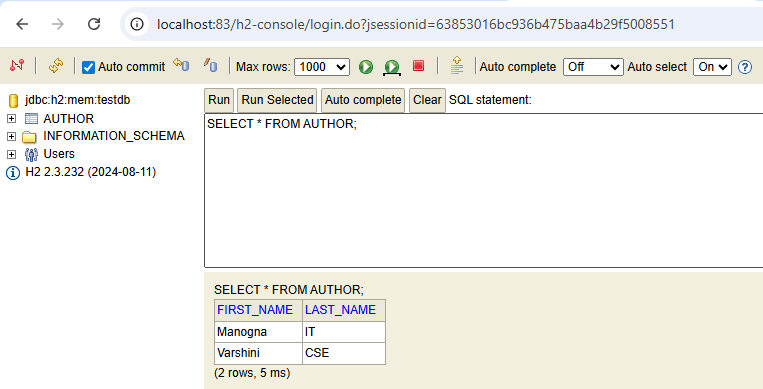 localhost:83/h2-console/login.do?jsessionid=63853016bc936b475baa4b29f5008551
Auto commit Max rows: 1000 Auto complete Off Auto select On
jdbc:h2:mem:testdb
AUTHOR
INFORMATION_SCHEMA
Users
H2 2.3.232 (2024-08-11)
Run Run Selected Auto complete Clear SQL statement:
SELECT * FROM AUTHOR;
SELECT * FROM AUTHOR;
FIRST_NAME LAST_NAME
Manogna IT
Varshini CSE
(2 rows, 5 ms)